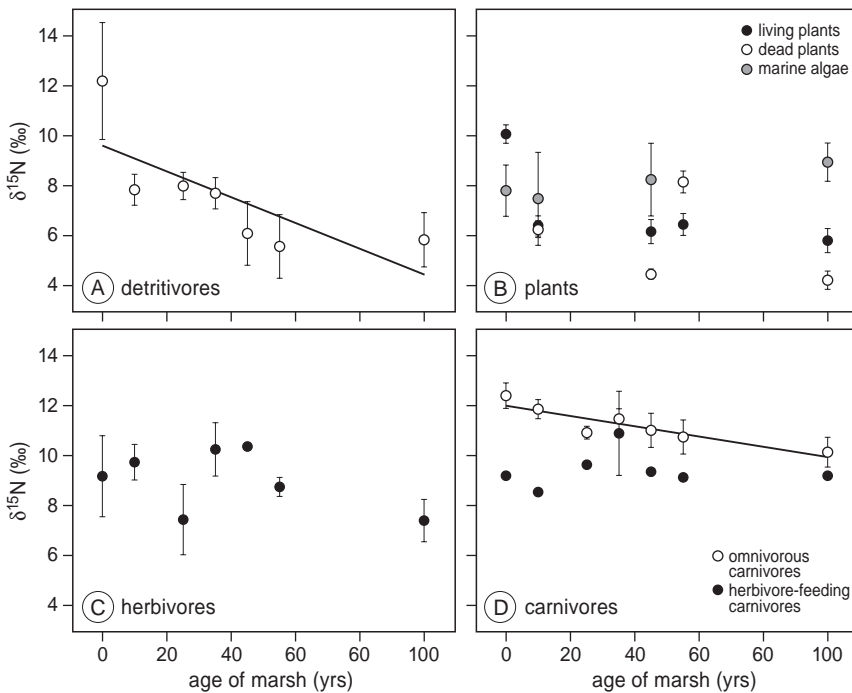 14
12
10
8
6
4
δ¹⁵N (‰)
A detritivores
living plants
dead plants
marine algae
B plants
14
12
10
8
6
4
δ¹⁵N (‰)
C herbivores
omnivorous
carnivores
herbivore-feeding
carnivores
D carnivores
0 20 40 60 60 100
age of marsh (yrs)
0 20 40 60 60 100
age of marsh (yrs)